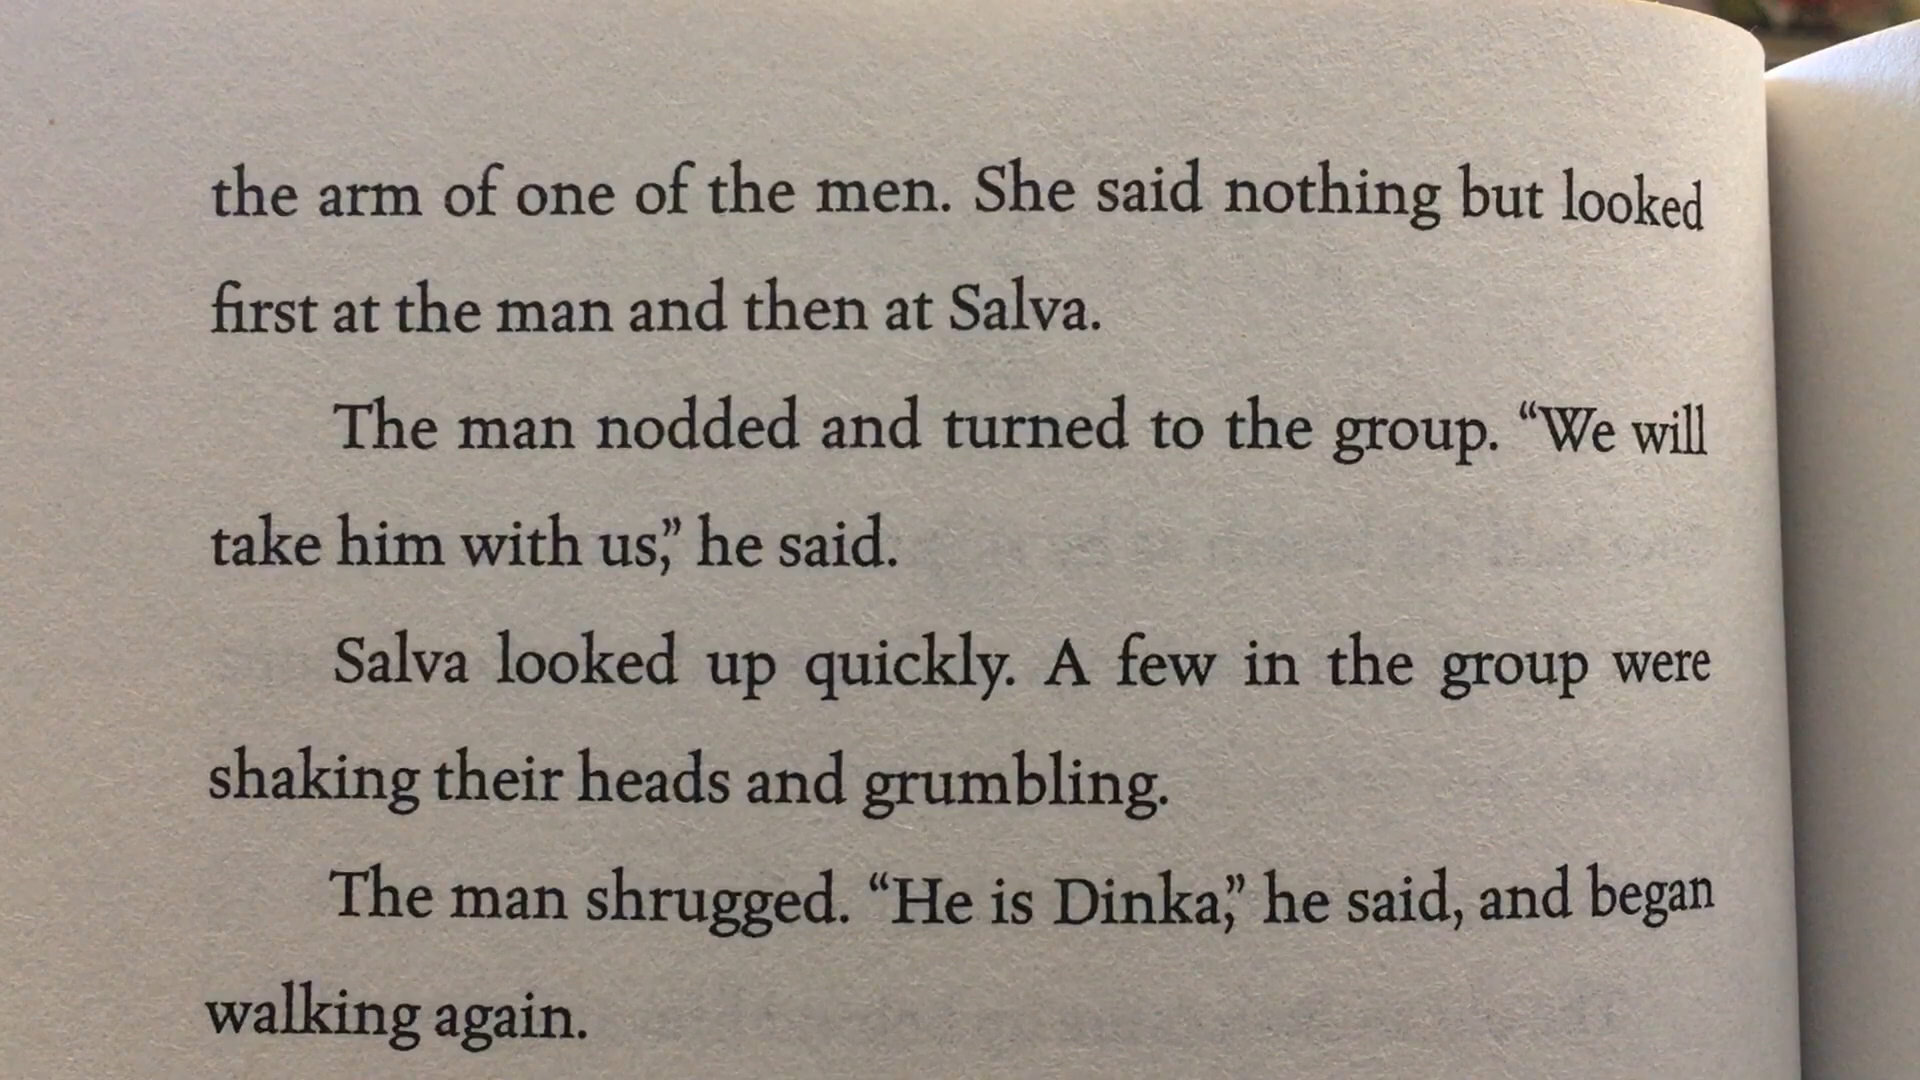 the arm of one of the men. She said nothing but looked
first at the man and then at Salva.
The man nodded and turned to the group. “We will
take him with us,” he said.
Salva looked up quickly. A few in the group were
shaking their heads and grumbling.
The man shrugged. “He is Dinka,” he said, and began
walking again.